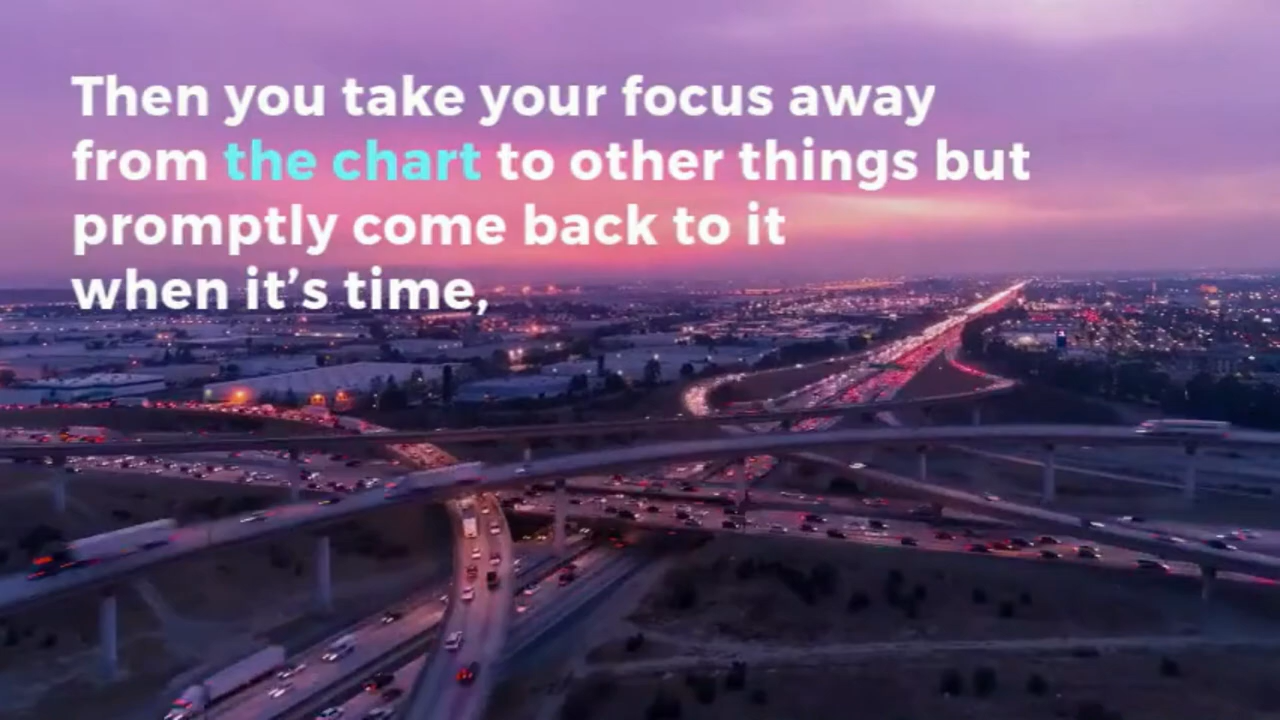 Then you take your focus away
from the chart to other things but
promptly come back to it
when it’s time,